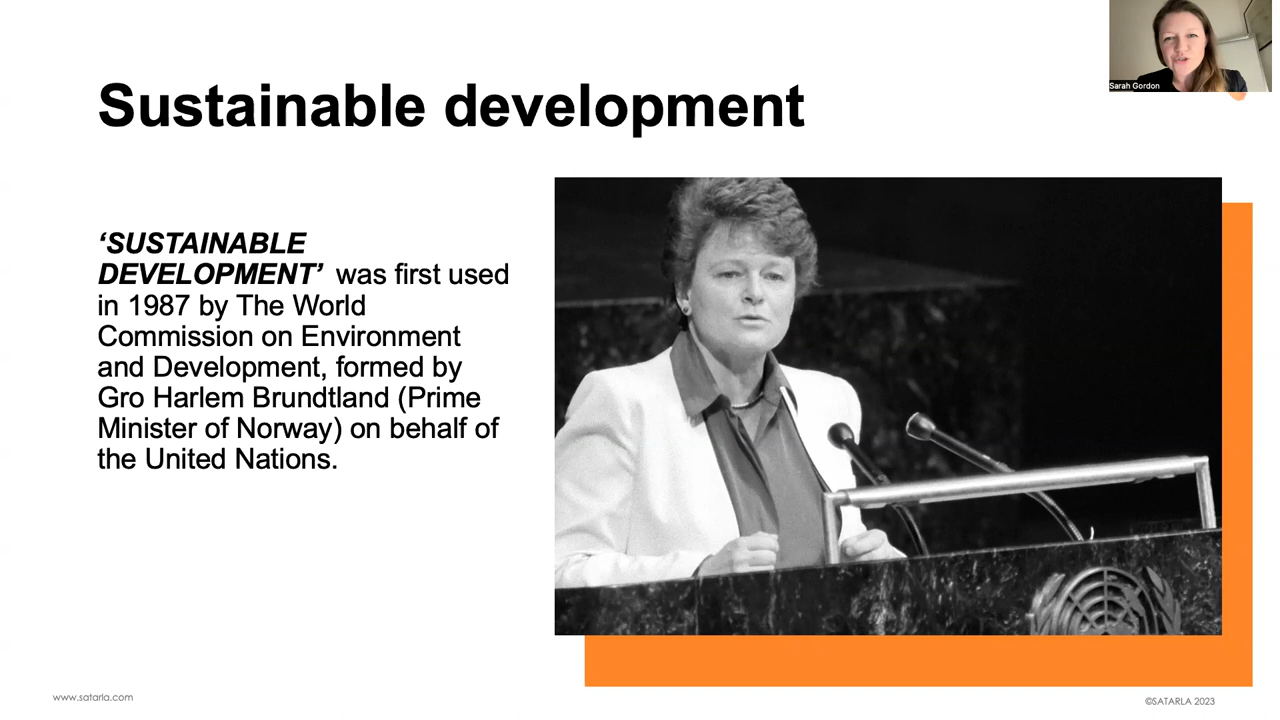 Sarah Gordon
Sustainable development
‘SUSTAINABLE
DEVELOPMENT’ was first used
in 1987 by The World
Commission on Environment
and Development, formed by
Gro Harlem Brundtland (Prime
Minister of Norway) on behalf of
the United Nations.
www.satarla.com
©SATARLA 2023